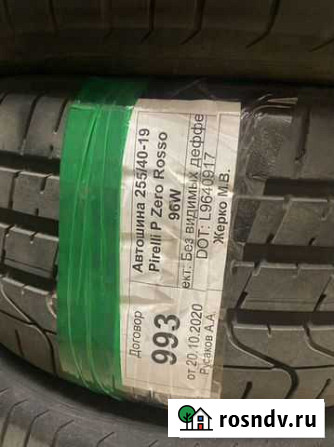 Договор
993
от 20.10.2020
Русаков А.А.
Автошина 255/40-19
Pirelli P Zero Rosso
96W
ект: Без видимых деффе
DOT: L9640917
Жерко М.В.
rosndv.ru